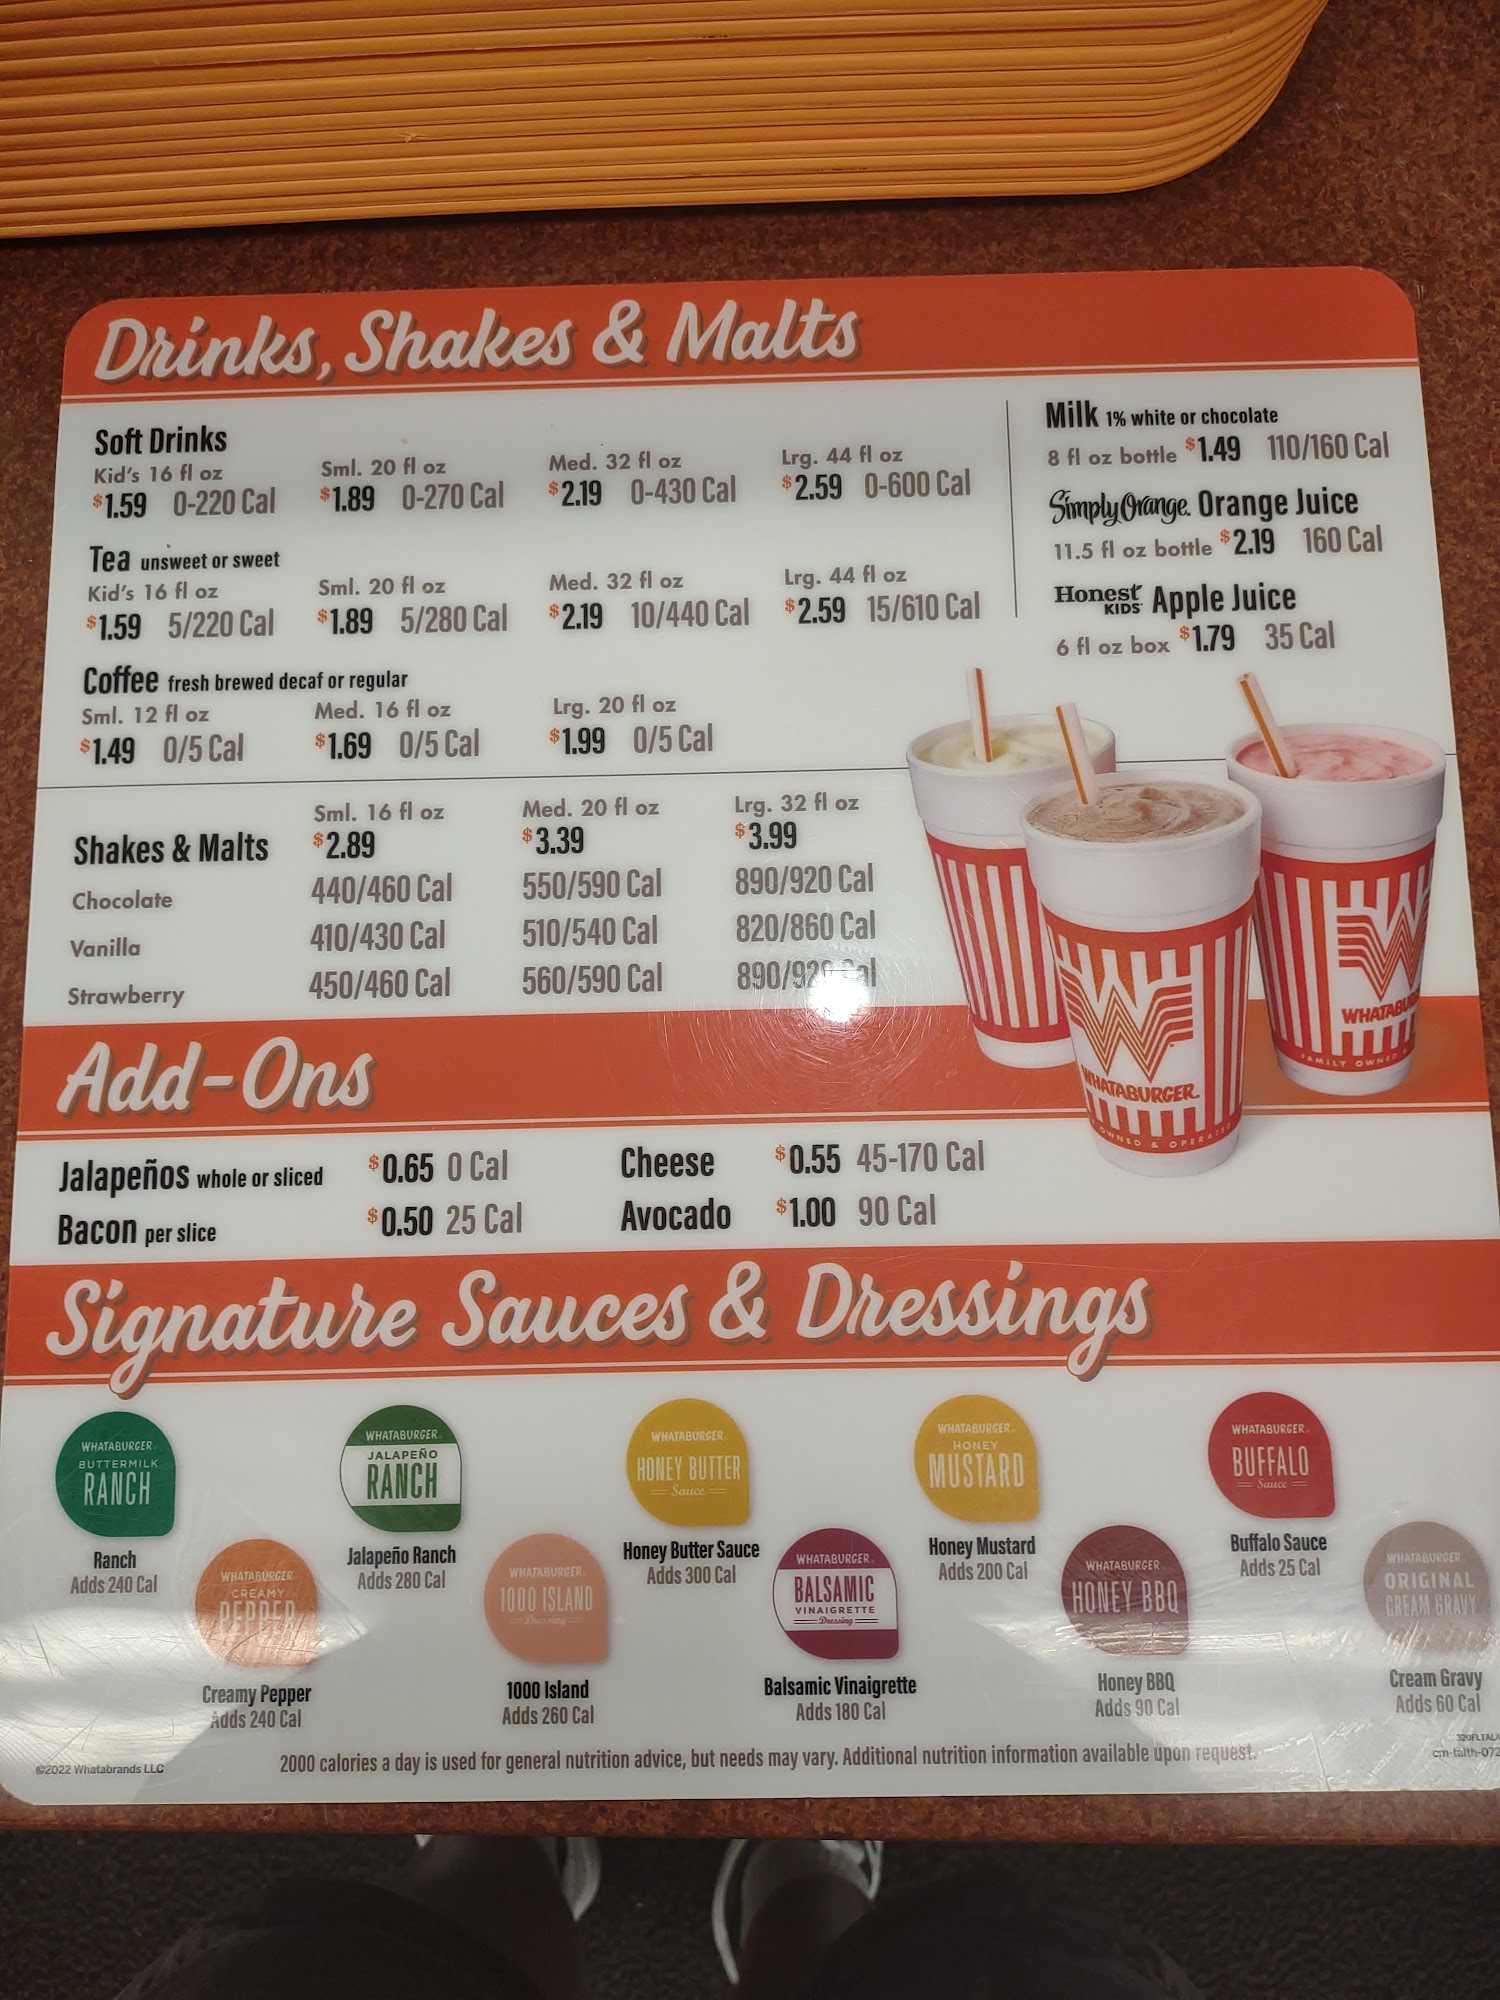 Drinks, Shakes & Malts
Soft Drinks
Kid's 16 fl oz Sml. 20 fl oz Med. 32 fl oz Lrg. 44 fl oz
$1.59 0-220 Cal $1.89 0-270 Cal $2.19 0-430 Cal $2.59 0-600 Cal
Tea unsweet or sweet
Kid's 16 fl oz Sml. 20 fl oz Med. 32 fl oz Lrg. 44 fl oz
$1.59 5/220 Cal $1.89 5/280 Cal $2.19 10/440 Cal $2.59 15/610 Cal
Coffee fresh brewed decaf or regular
Sml. 12 fl oz Med. 16 fl oz Lrg. 20 fl oz
$1.49 0/5 Cal $1.69 0/5 Cal $1.99 0/5 Cal
Milk 1% white or chocolate
8 fl oz bottle $1.49 110/160 Cal
Simply Orange. Orange Juice
11.5 fl oz bottle $2.19 160 Cal
Honest KIDS Apple Juice
6 fl oz box $1.79 35 Cal
Sml. 16 fl oz Med. 20 fl oz Lrg. 32 fl oz
Shakes & Malts $2.89 $3.39 $3.99
Chocolate 440/460 Cal 550/590 Cal 890/920 Cal
Vanilla 410/430 Cal 510/540 Cal 820/860 Cal
Strawberry 450/460 Cal 560/590 Cal
WHATABURGER.
OWNED & OPERATED
WHATABURGER
FAMILY OWNED
Add-Ons
Jalapeños whole or sliced $0.65 0 Cal Cheese $0.55 45-170 Cal
Bacon per slice $0.50 25 Cal Avocado $1.00 90 Cal
Signature Sauces & Dressings
WHATABURGER.
BUTTERMILK
RANCH
Ranch
Adds 240 Cal
WHATABURGER
CREAMY
PEPPER
Creamy Pepper
Adds 240 Cal
WHATABURGER.
JALAPEÑO
RANCH
Jalapeño Ranch
Adds 280 Cal
WHATABURGER.
1000 ISLAND
Dressing
1000 Island
Adds 260 Cal
WHATABURGER.
HONEY BUTTER
Sauce
Honey Butter Sauce
Adds 300 Cal
WHATABURGER.
BALSAMIC
VINAIGRETTE
Dressing
Balsamic Vinaigrette
Adds 180 Cal
WHATABURGER.
HONEY
MUSTARD
Honey Mustard
Adds 200 Cal
WHATABURGER.
HONEY BBQ
Honey BBQ
Adds 90 Cal
WHATABURGER.
BUFFALO
Sauce
Buffalo Sauce
Adds 25 Cal
WHATABURGER
ORIGINAL
CREAM GRAVY
Cream Gravy
Adds 60 Cal
©2022 Whatabrands LLC
2000 calories a day is used for general nutrition advice, but needs may vary. Additional nutrition information available upon request.